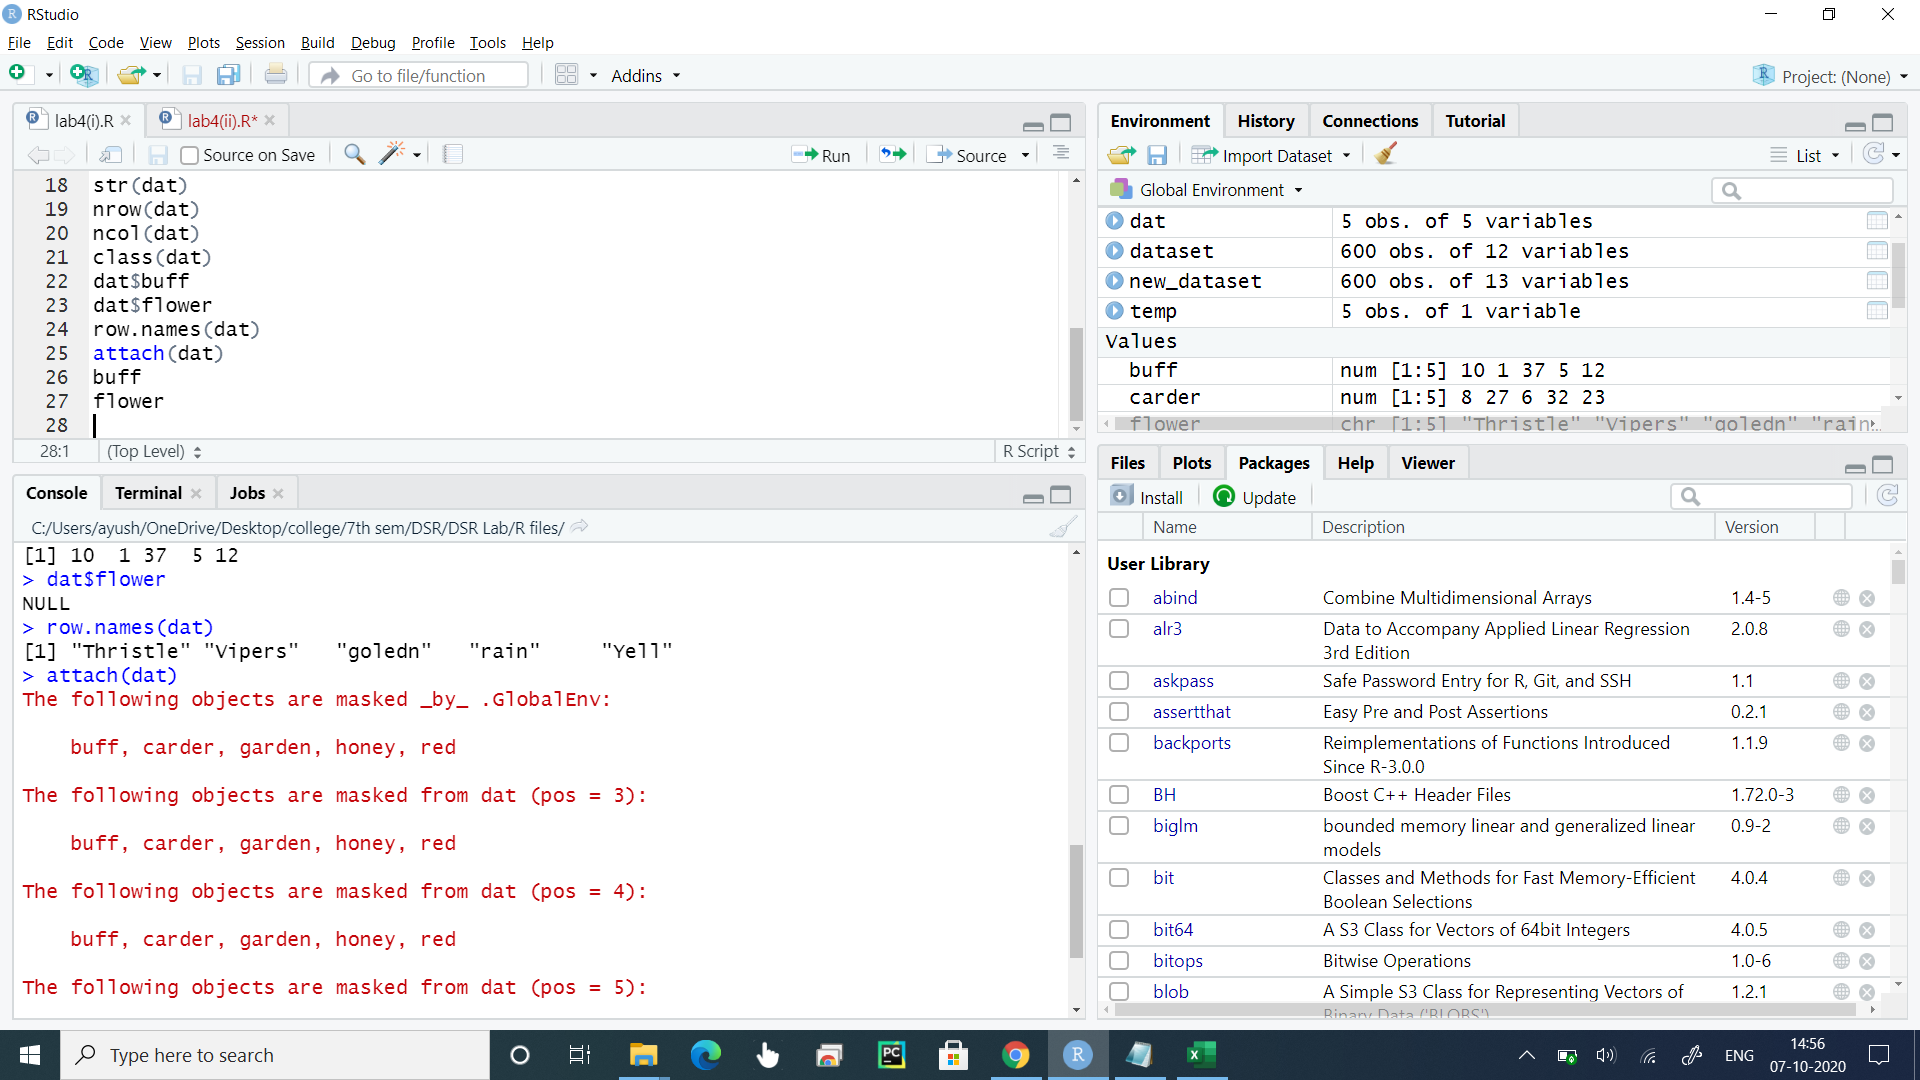 RStudio
File Edit Code View Plots Session Build Debug Profile Tools Help
Go to file/function Addins Project: (None)
lab4(i).R lab4(ii).R*
Source on Save Run Source
18 str(dat)
19 nrow(dat)
20 ncol(dat)
21 class(dat)
22 dat$buff
23 dat$flower
24 row.names(dat)
25 attach(dat)
26 buff
27 flower
28
28:1 (Top Level) R Script
Console Terminal Jobs
C:/Users/ayush/OneDrive/Desktop/college/7th sem/DSR/DSR Lab/R files/
[1] 10 1 37 5 12
> dat$flower
NULL
> row.names(dat)
[1] "Thristle" "Vipers" "goledn" "rain" "Yell"
> attach(dat)
The following objects are masked _by_ .GlobalEnv:
buff, carder, garden, honey, red
The following objects are masked from dat (pos = 3):
buff, carder, garden, honey, red
The following objects are masked from dat (pos = 4):
buff, carder, garden, honey, red
The following objects are masked from dat (pos = 5):
Environment History Connections Tutorial
Import Dataset List
Global Environment
dat 5 obs. of 5 variables
dataset 600 obs. of 12 variables
new_dataset 600 obs. of 13 variables
temp 5 obs. of 1 variable
Values
buff num [1:5] 10 1 37 5 12
carder num [1:5] 8 27 6 32 23
flower chr [1:5] "Thristle" "Vipers" "goledn" "rain…
Files Plots Packages Help Viewer
Install Update
Name Description Version
User Library
abind Combine Multidimensional Arrays 1.4-5
alr3 Data to Accompany Applied Linear Regression 2.0.8
3rd Edition
askpass Safe Password Entry for R, Git, and SSH 1.1
assertthat Easy Pre and Post Assertions 0.2.1
backports Reimplementations of Functions Introduced 1.1.9
Since R-3.0.0
BH Boost C++ Header Files 1.72.0-3
biglm bounded memory linear and generalized linear 0.9-2
models
bit Classes and Methods for Fast Memory-Efficient 4.0.4
Boolean Selections
bit64 A S3 Class for Vectors of 64bit Integers 4.0.5
bitops Bitwise Operations 1.0-6
blob A Simple S3 Class for Representing Vectors of 1.2.1
Binary Data ('BLOBS')
Type here to search
ENG
14:56
07-10-2020